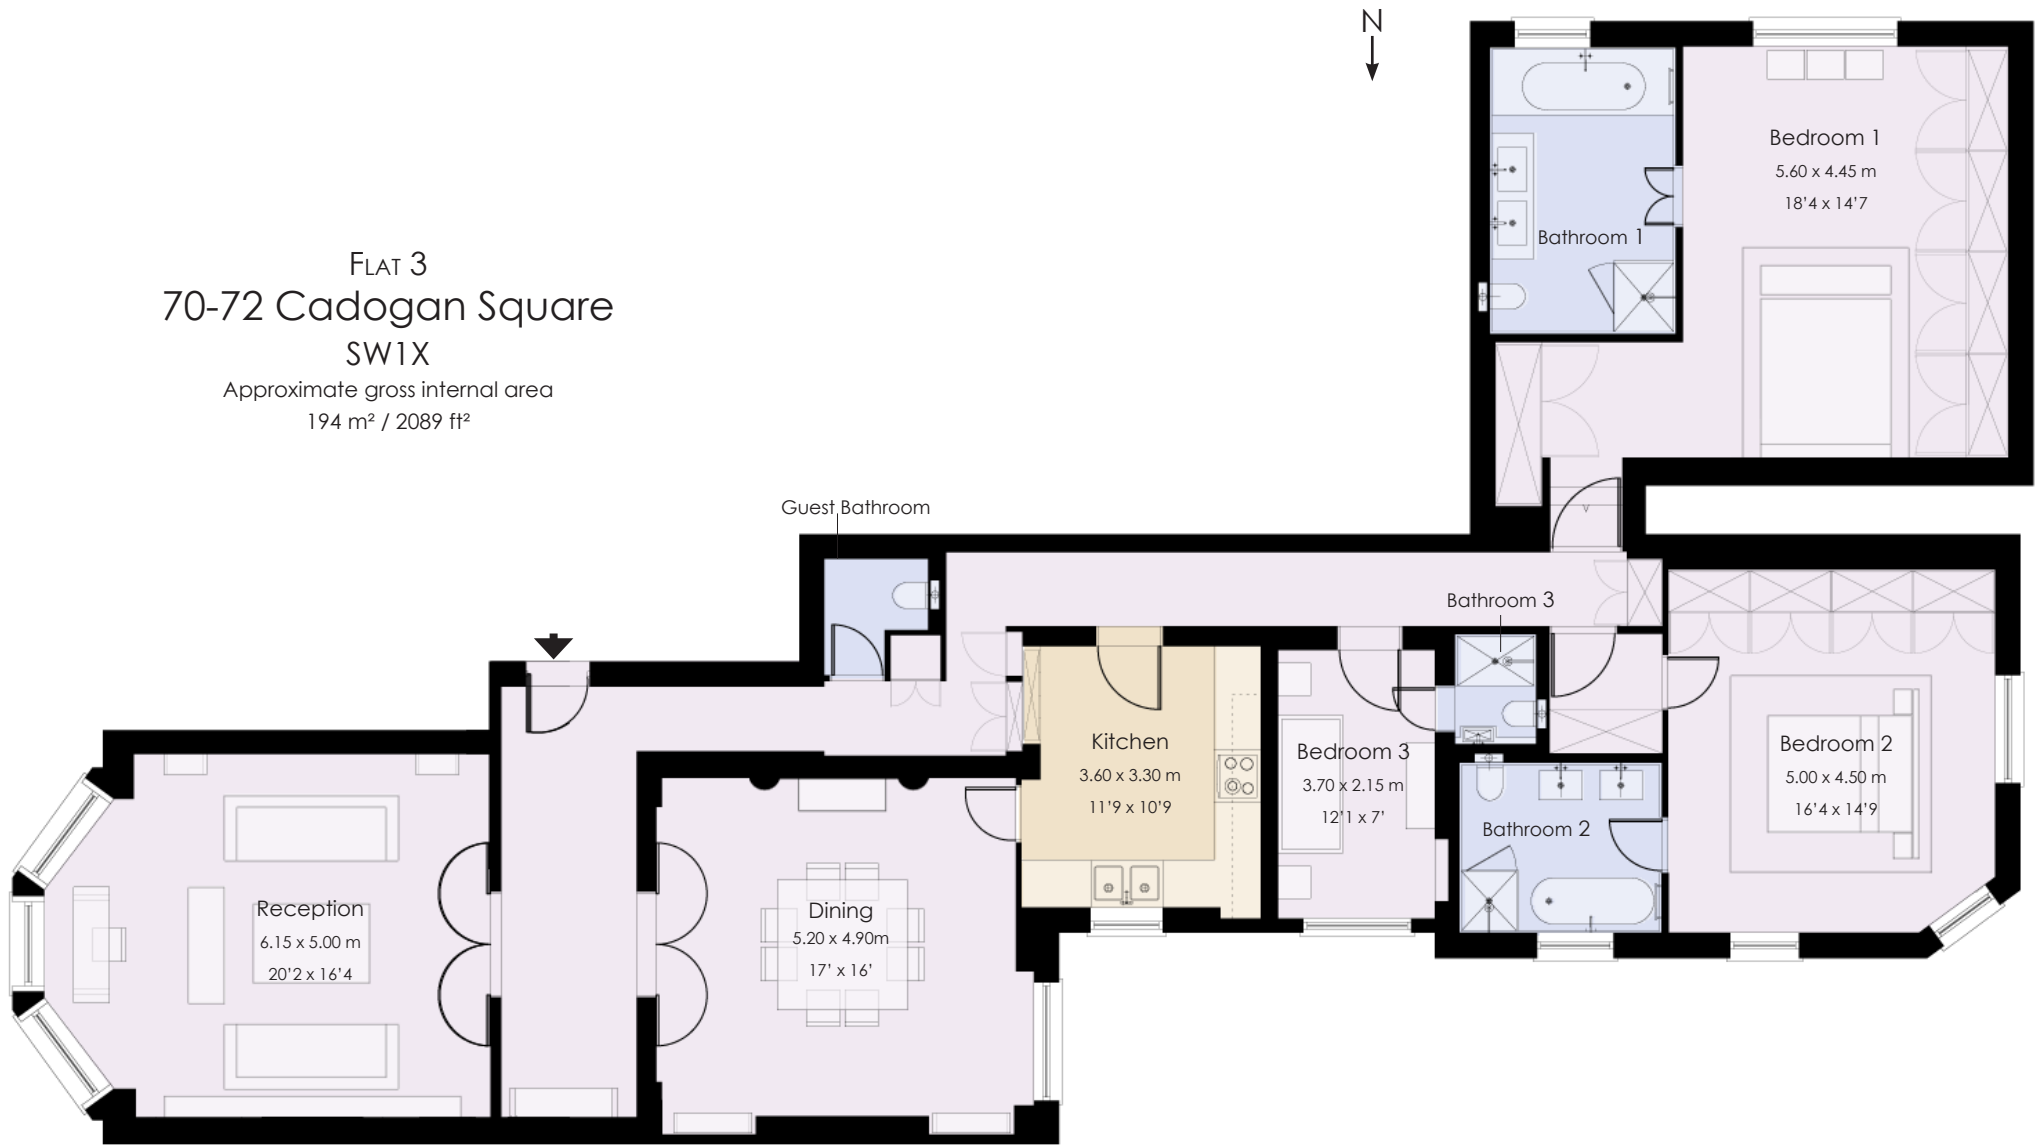 N
FLAT 3
70-72 Cadogan Square
SW1X
Approximate gross internal area
194 m² / 2089 ft²
Bedroom 1
5.60 x 4.45 m
18'4 x 14'7
Bathroom 1
Guest Bathroom
Bathroom 3
Kitchen
3.60 x 3.30 m
11'9 x 10'9
Bedroom 3
3.70 x 2.15 m
12'1 x 7'
Bedroom 2
5.00 x 4.50 m
16'4 x 14'9
Bathroom 2
Reception
6.15 x 5.00 m
20'2 x 16'4
Dining
5.20 x 4.90m
17' x 16'